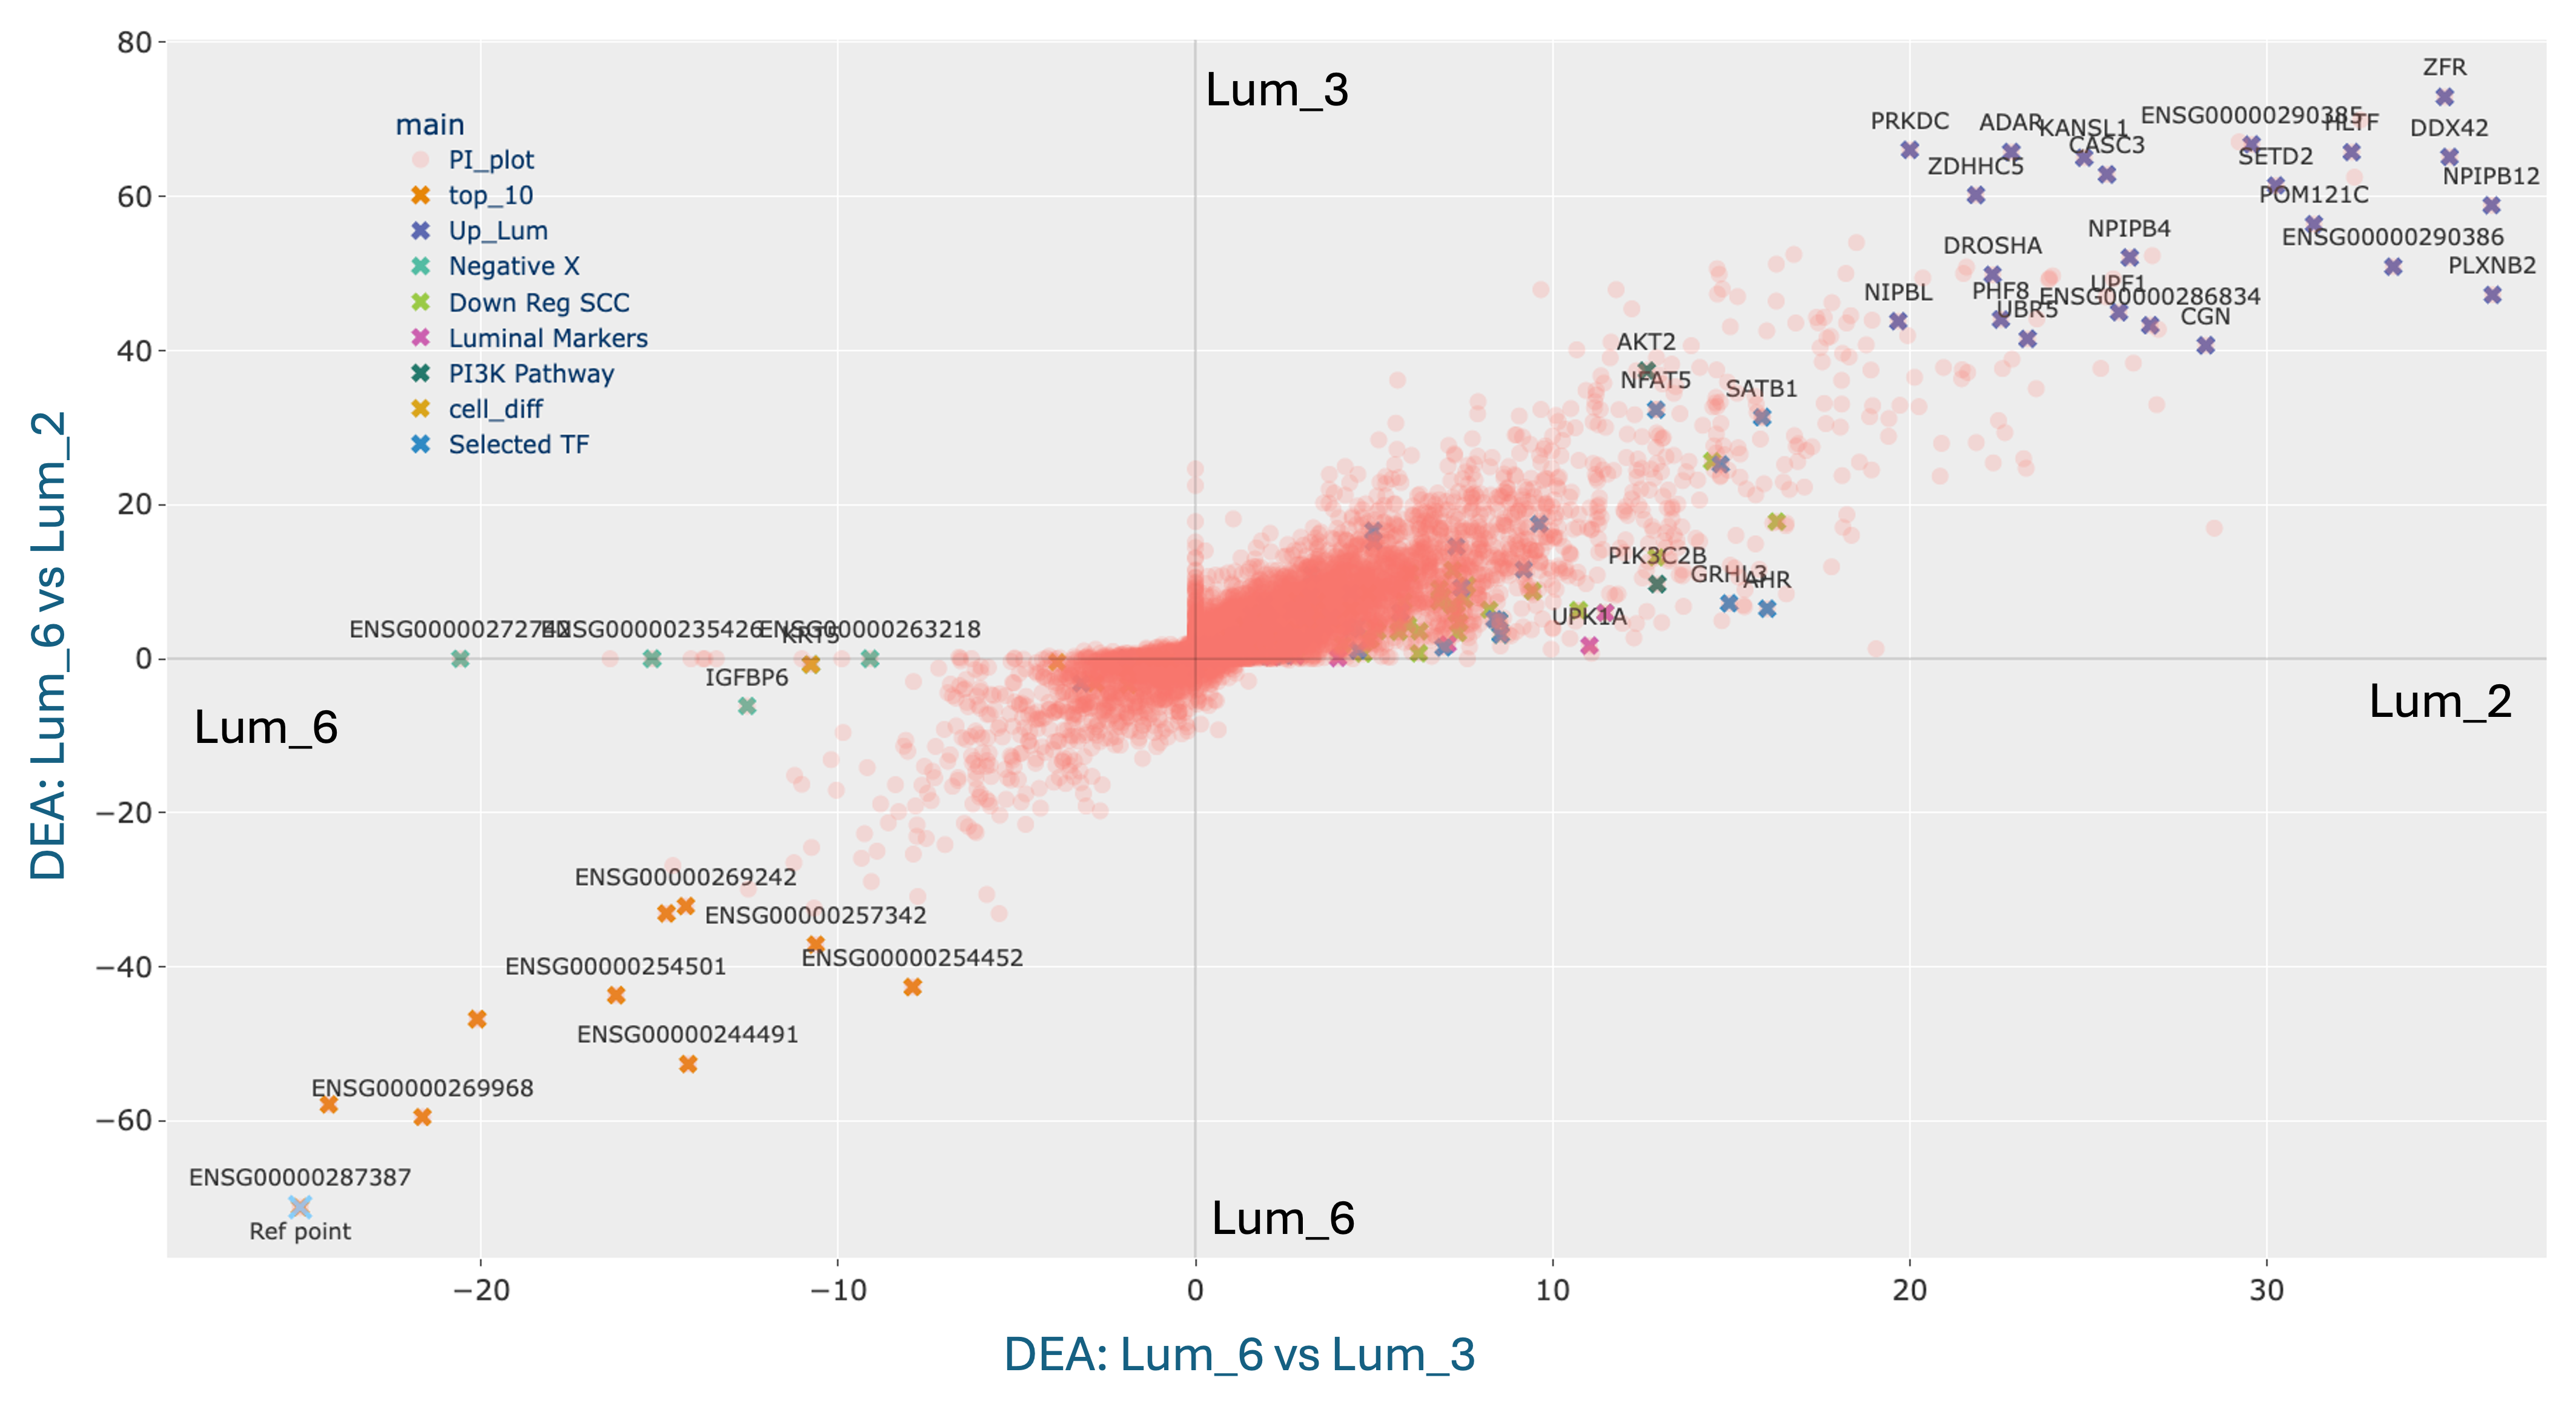 80
60
40
20
0
−20
−40
−60
DEA: Lum_6 vs Lum_2
Lum_3
main
PI_plot
top_10
Up_Lum
Negative X
Down Reg SCC
Luminal Markers
PI3K Pathway
cell_diff
Selected TF
ZFR
ENSG00000290385
HLTF
DDX42
PRKDC
ADAR
KANSL1
CASC3
SETD2
ZDHHC5
NPIPB12
POM121C
NPIPB4
ENSG00000290386
DROSHA
PLXNB2
UPF1
NIPBL
PHF8
ENSG00000286834
UBR5
CGN
AKT2
NFAT5
SATB1
PIK3C2B
GRHL3
AHR
UPK1A
ENSG00000235426
KRT5
ENSG00000263218
IGFBP6
Lum_6
Lum_2
ENSG00000269242
ENSG00000257342
ENSG00000254501
ENSG00000254452
ENSG00000244491
ENSG00000269968
ENSG00000287387
Ref point
Lum_6
−20
−10
0
10
20
30
DEA: Lum_6 vs Lum_3